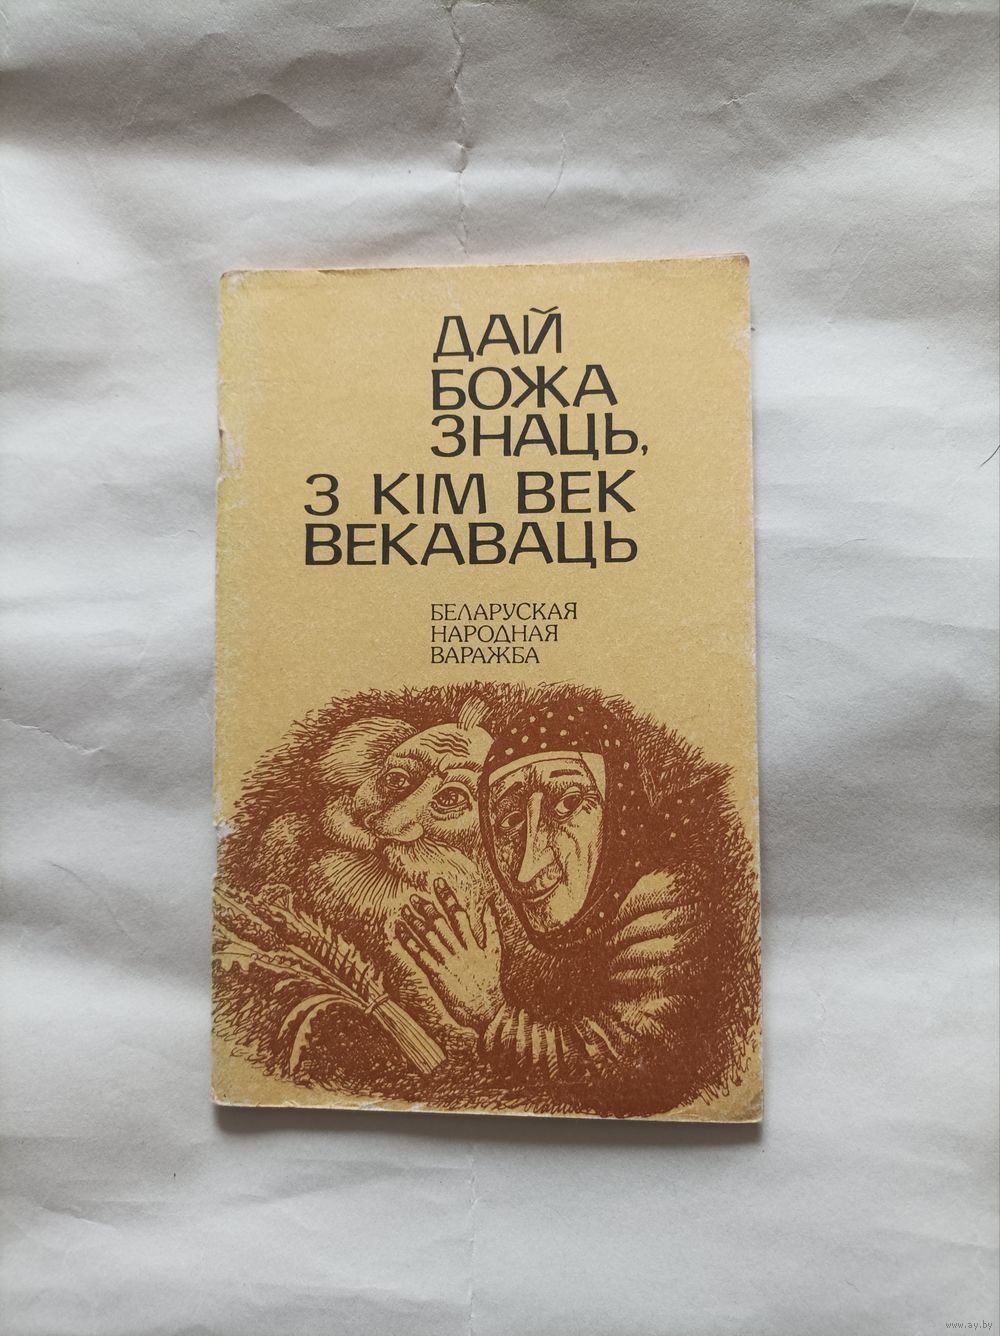 ДАЙ
БОЖА
ЗНАЦЬ,
З КІМ ВЕК
ВЕКАВАЦЬ
БЕЛАРУСКАЯ
НАРОДНАЯ
ВАРАЖБА
www.ay.by